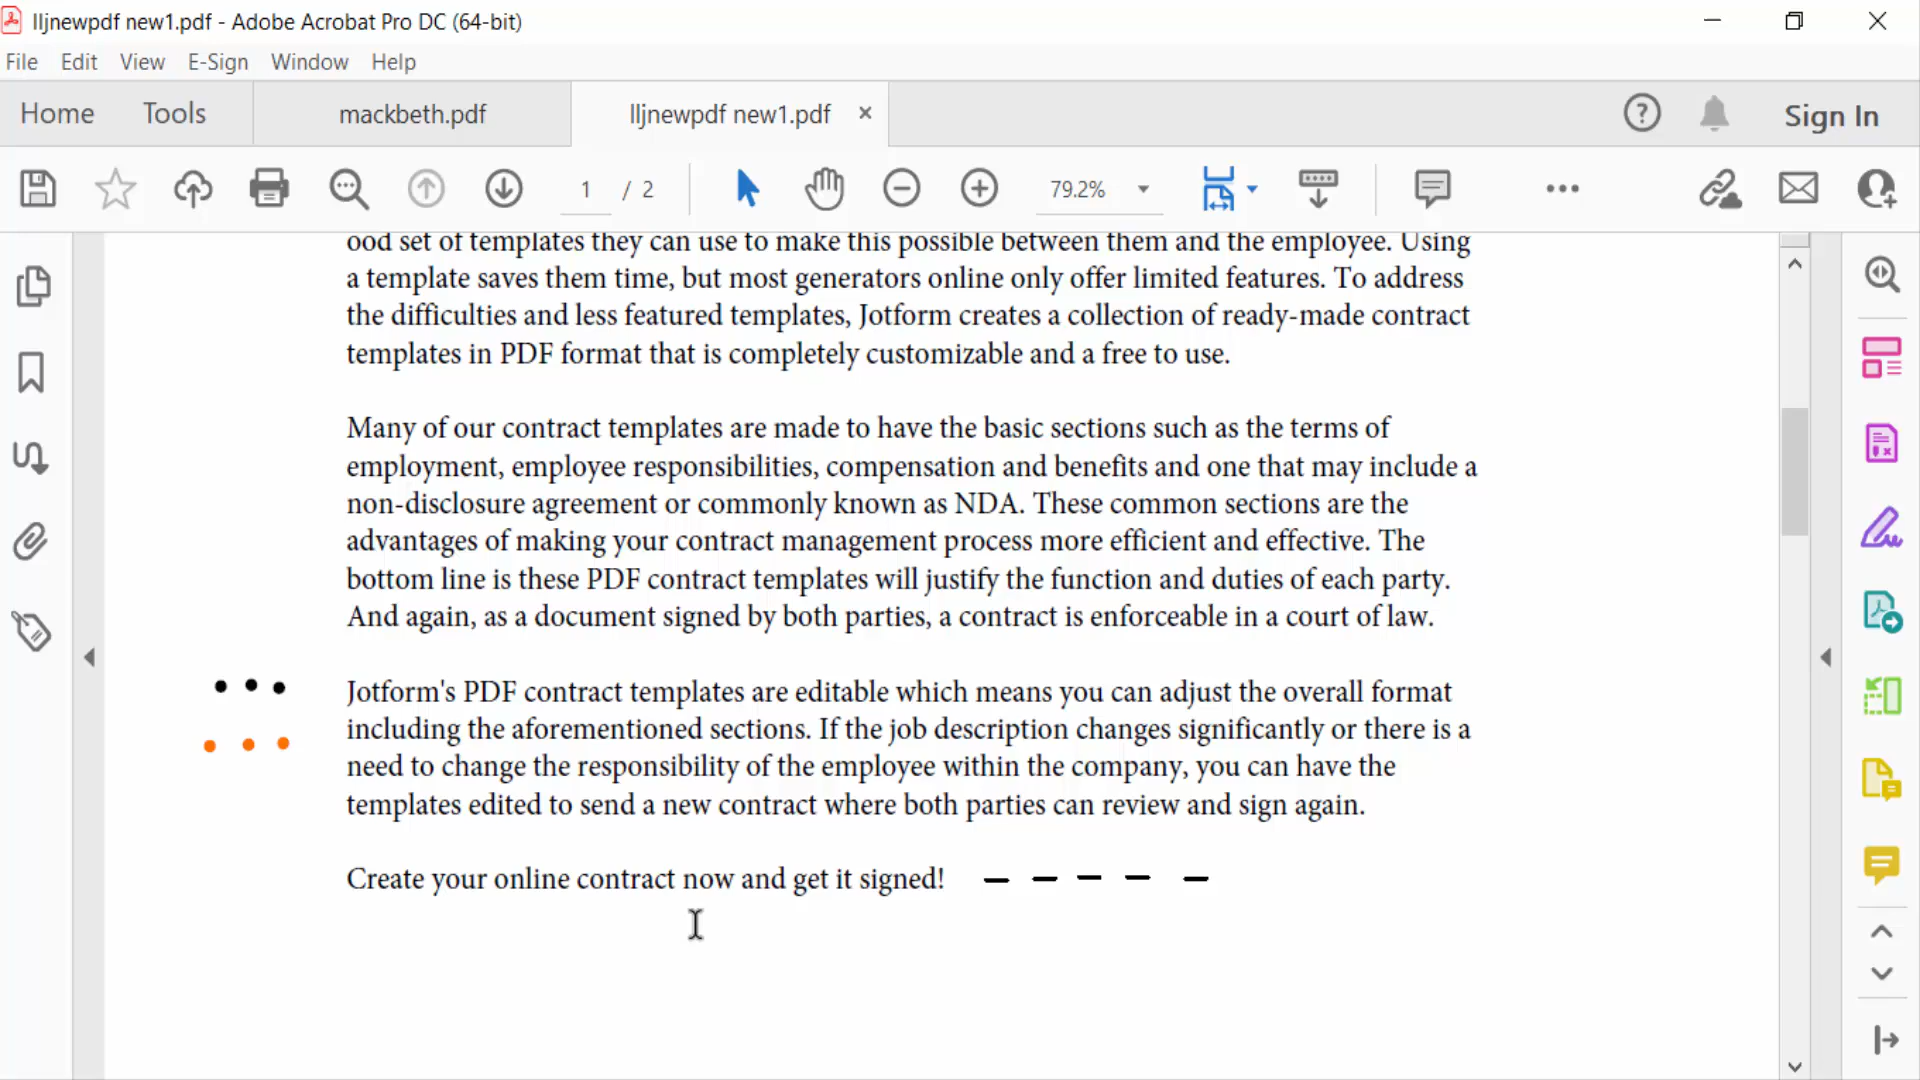 lljnewpdf new1.pdf - Adobe Acrobat Pro DC (64-bit)
File Edit View E-Sign Window Help
Home Tools mackbeth.pdf lljnewpdf new1.pdf × Sign In
1 / 2 79.2%
ood set of templates they can use to make this possible between them and the employee. Using
a template saves them time, but most generators online only offer limited features. To address
the difficulties and less featured templates, Jotform creates a collection of ready-made contract
templates in PDF format that is completely customizable and a free to use.
Many of our contract templates are made to have the basic sections such as the terms of
employment, employee responsibilities, compensation and benefits and one that may include a
non-disclosure agreement or commonly known as NDA. These common sections are the
advantages of making your contract management process more efficient and effective. The
bottom line is these PDF contract templates will justify the function and duties of each party.
And again, as a document signed by both parties, a contract is enforceable in a court of law.
Jotform's PDF contract templates are editable which means you can adjust the overall format
including the aforementioned sections. If the job description changes significantly or there is a
need to change the responsibility of the employee within the company, you can have the
templates edited to send a new contract where both parties can review and sign again.
Create your online contract now and get it signed!